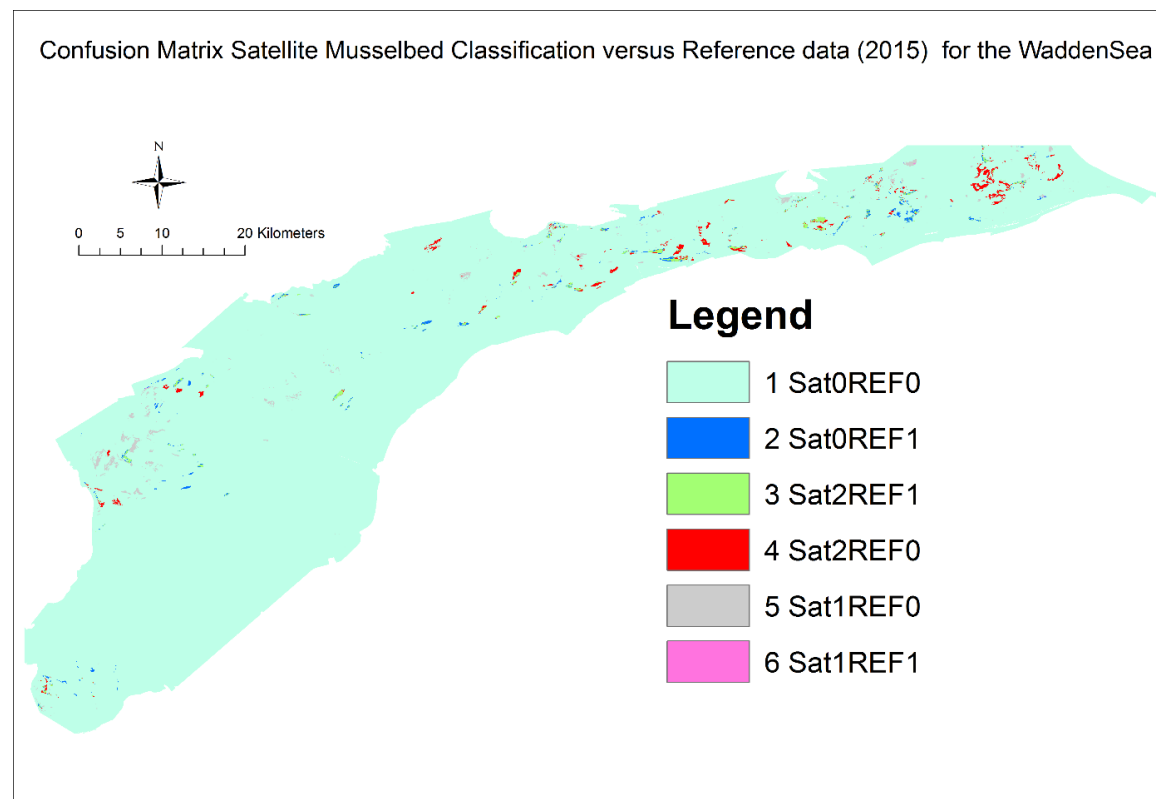 Confusion Matrix Satellite Musselbed Classification versus Reference data (2015) for the WaddenSea
N
0 5 10 20 Kilometers
Legend
1 Sat0REF0
2 Sat0REF1
3 Sat2REF1
4 Sat2REF0
5 Sat1REF0
6 Sat1REF1